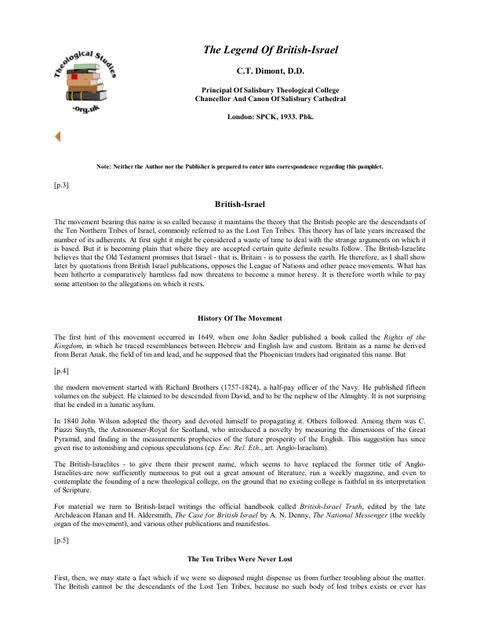 Theological Studies
.org.uk
The Legend Of British-Israel
C.T. Dimont, D.D.
Principal Of Salisbury Theological College
Chancellor And Canon Of Salisbury Cathedral
London: SPCK, 1933. Pbk.
Note: Neither the Author nor the Publisher is prepared to enter into correspondence regarding this pamphlet.
[p.3]
British-Israel
The movement bearing this name is so called because it maintains the theory that the British people are the descendants of
the Ten Northern Tribes of Israel, commonly referred to as the Lost Ten Tribes. This theory has of late years increased the
number of its adherents. At first sight it might be considered a waste of time to deal with the strange arguments on which it
is based. But it is becoming plain that where they are accepted certain quite definite results follow. The British-Israelite
believes that the Old Testament promises that Israel - that is, Britain - is to possess the earth. He therefore, as I shall show
later by quotations from British Israel publications, opposes the League of Nations and other peace movements. What has
been hitherto a comparatively harmless fad now threatens to become a minor heresy. It is therefore worth while to pay
some attention to the allegations on which it rests.
History Of The Movement
The first hint of this movement occurred in 1649, when one John Sadler published a book called the Rights of the
Kingdom, in which he traced resemblances between Hebrew and English law and custom. Britain as a name he derived
from Berat Anak, the field of tin and lead, and he supposed that the Phoenician traders had originated this name. But
[p.4]
the modern movement started with Richard Brothers (1757-1824), a half-pay officer of the Navy. He published fifteen
volumes on the subject. He claimed to be descended from David, and to be the nephew of the Almighty. It is not surprising
that he ended in a lunatic asylum.
In 1840 John Wilson adopted the theory and devoted himself to propagating it. Others followed. Among them was C.
Piazzi Smyth, the Astronomer-Royal for Scotland, who introduced a novelty by measuring the dimensions of the Great
Pyramid, and finding in the measurements prophecies of the future prosperity of the English. This suggestion has since
given rise to astonishing and copious speculations (cp. Enc. Rel. Eth., art. Anglo-Israelism).
The British-Israelites - to give them their present name, which seems to have replaced the former title of Anglo-
Israelites-are now sufficiently numerous to put out a great amount of literature, run a weekly magazine, and even to
contemplate the founding of a new theological college, on the ground that no existing college is faithful in its interpretation
of Scripture.
For material we turn to British-Israel writings the official handbook called British-Israel Truth, edited by the late
Archdeacon Hanan and H. Aldersmith, The Case for British Israel by A. N. Denny, The National Messenger (the weekly
organ of the movement), and various other publications and manifestos.
[p.5]
The Ten Tribes Were Never Lost
First, then, we may state a fact which if we were so disposed might dispense us from further troubling about the matter.
The British cannot be the descendants of the Lost Ten Tribes, because no such body of lost tribes exists or ever has